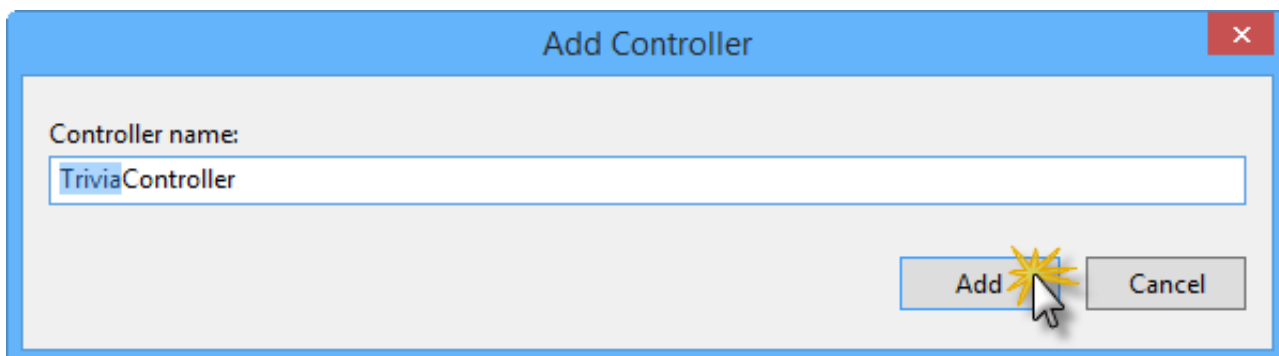 Add Controller
Controller name:
TriviaController
Add Cancel